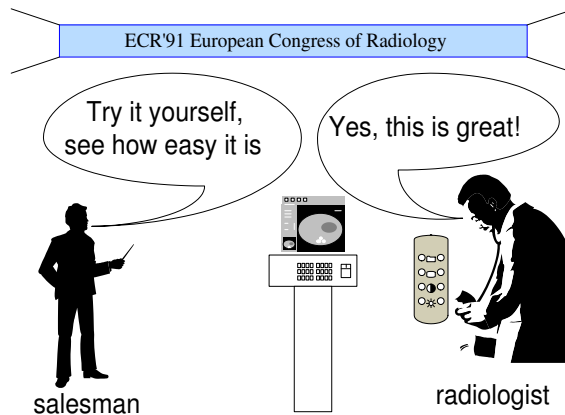 ECR'91 European Congress of Radiology
Try it yourself,
see how easy it is
Yes, this is great!
salesman
radiologist